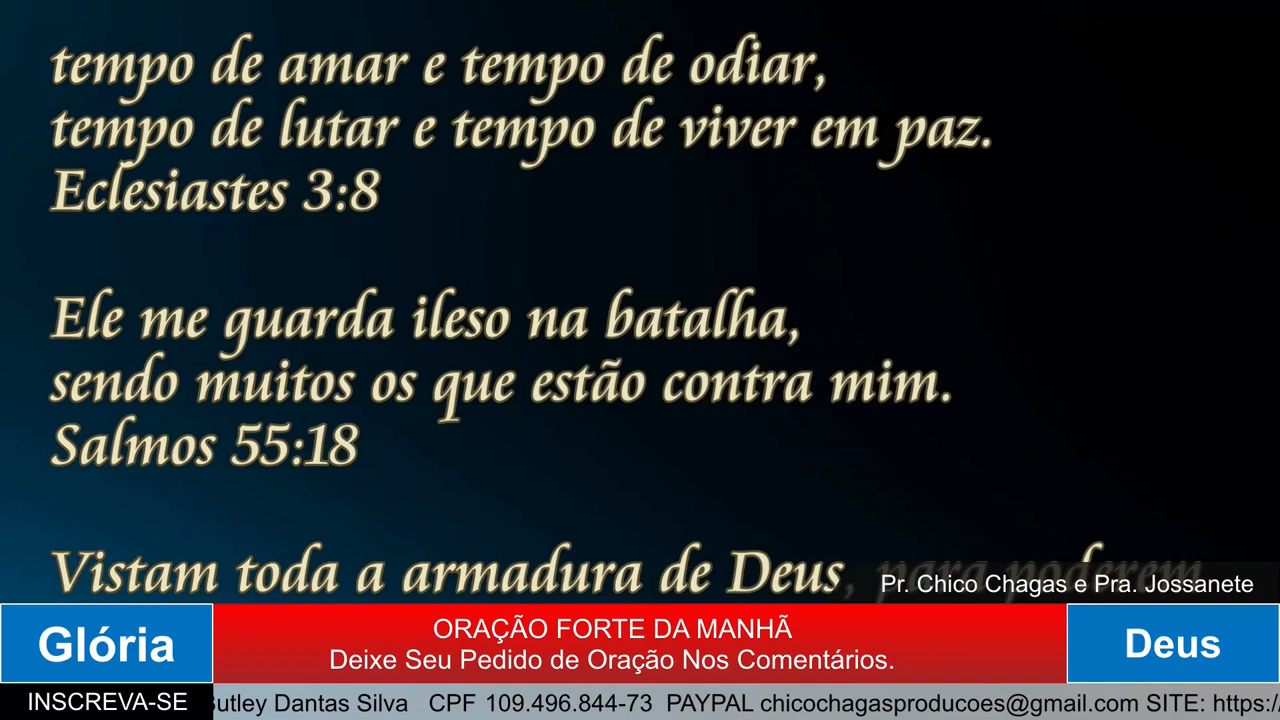 tempo de amar e tempo de odiar,
tempo de lutar e tempo de viver em paz.
Eclesiastes 3:8
Ele me guarda ileso na batalha,
sendo muitos os que estão contra mim.
Salmos 55:18
Vistam toda a armadura de Deus, para poderem
Pr. Chico Chagas e Pra. Jossanete
Glória
ORAÇÃO FORTE DA MANHÃ
Deixe Seu Pedido de Oração Nos Comentários.
Deus
INSCREVA-SE
utley Dantas Silva CPF 109.496.844-73 PAYPAL chicochagasproducoes@gmail.com SITE: https:/